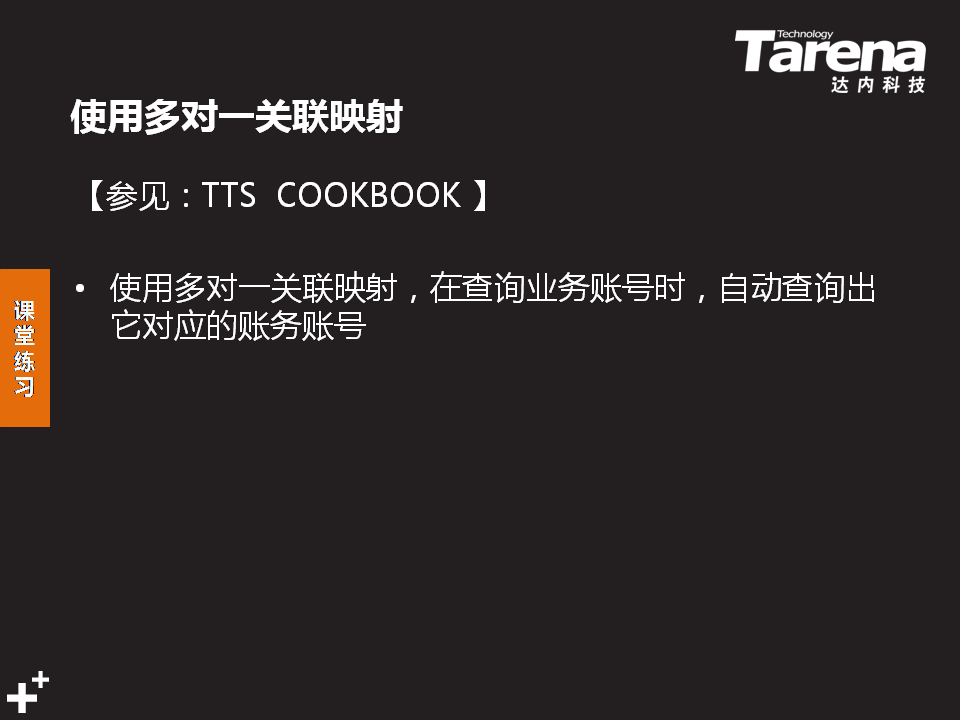 Technology
Tarena
达内科技
使用多对一关联映射
【参见：TTS COOKBOOK 】
• 使用多对一关联映射，在查询业务账号时，自动查询出
它对应的账务账号
课
堂
练
习